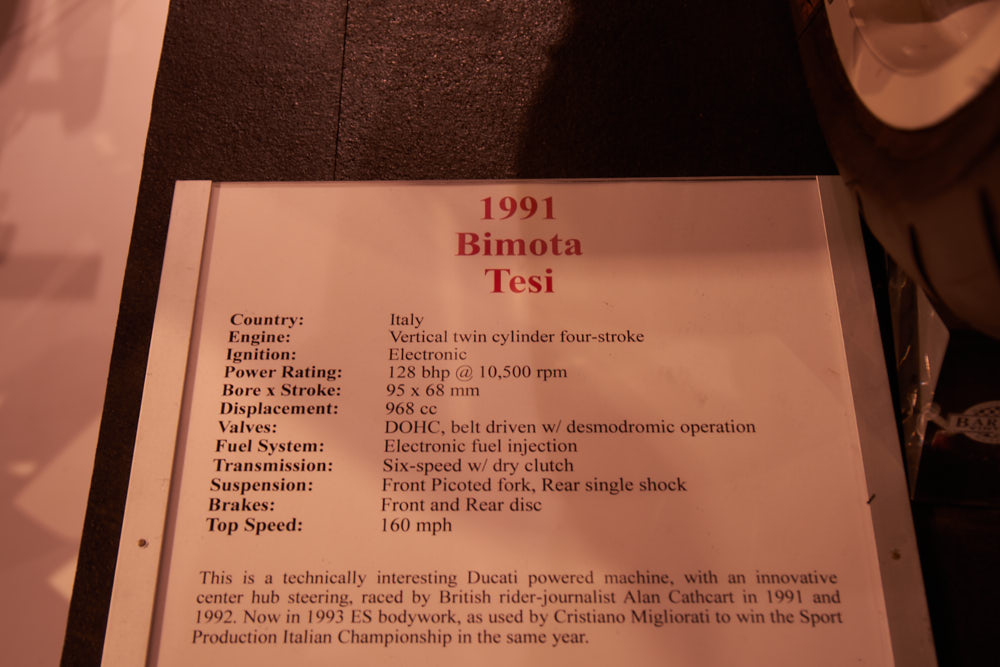 1991
Bimota
Tesi
Country: Italy
Engine: Vertical twin cylinder four-stroke
Ignition: Electronic
Power Rating: 128 bhp @ 10,500 rpm
Bore x Stroke: 95 x 68 mm
Displacement: 968 cc
Valves: DOHC, belt driven w/ desmodromic operation
Fuel System: Electronic fuel injection
Transmission: Six-speed w/ dry clutch
Suspension: Front Picoted fork, Rear single shock
Brakes: Front and Rear disc
Top Speed: 160 mph
This is a technically interesting Ducati powered machine, with an innovative
center hub steering, raced by British rider-journalist Alan Cathcart in 1991 and
1992. Now in 1993 ES bodywork, as used by Cristiano Migliorati to win the Sport
Production Italian Championship in the same year.